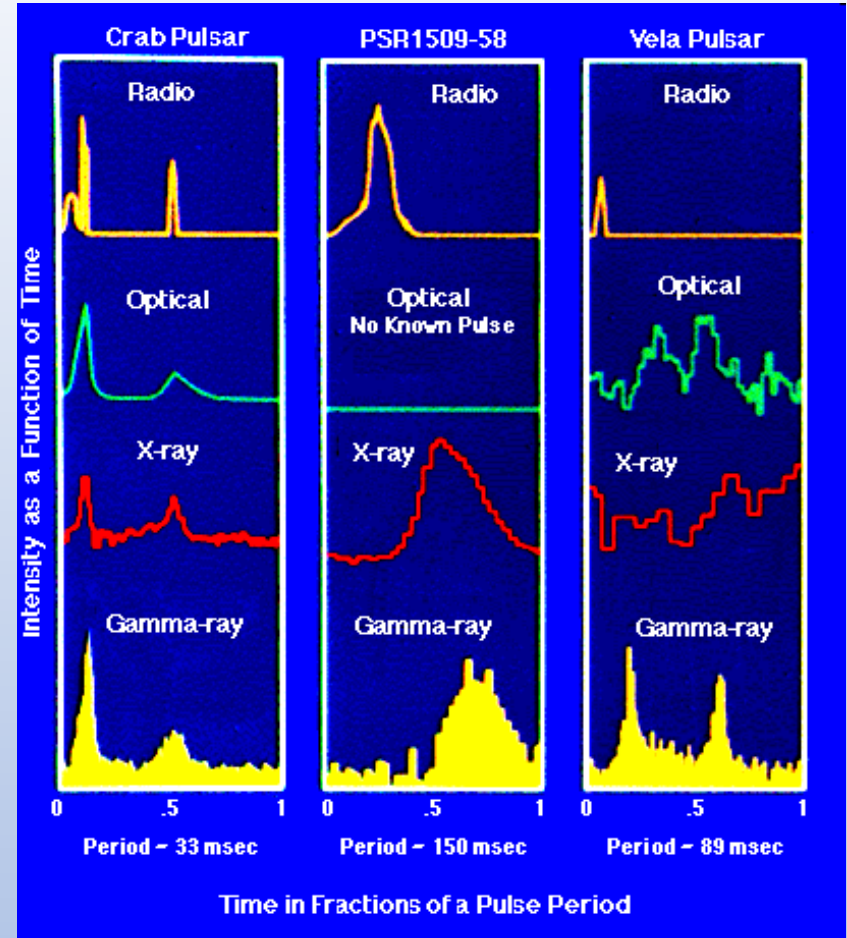 Crab Pulsar
PSR1509-58
Vela Pulsar
Radio
Radio
Radio
Optical
Optical
No Known Pulse
Optical
X-ray
X-ray
X-ray
Gamma-ray
Gamma-ray
Gamma-ray
Intensity as a Function of Time
0 .5 1
0 .5 1
0 .5 1
Period ~ 33 msec
Period ~ 150 msec
Period ~ 89 msec
Time in Fractions of a Pulse Period